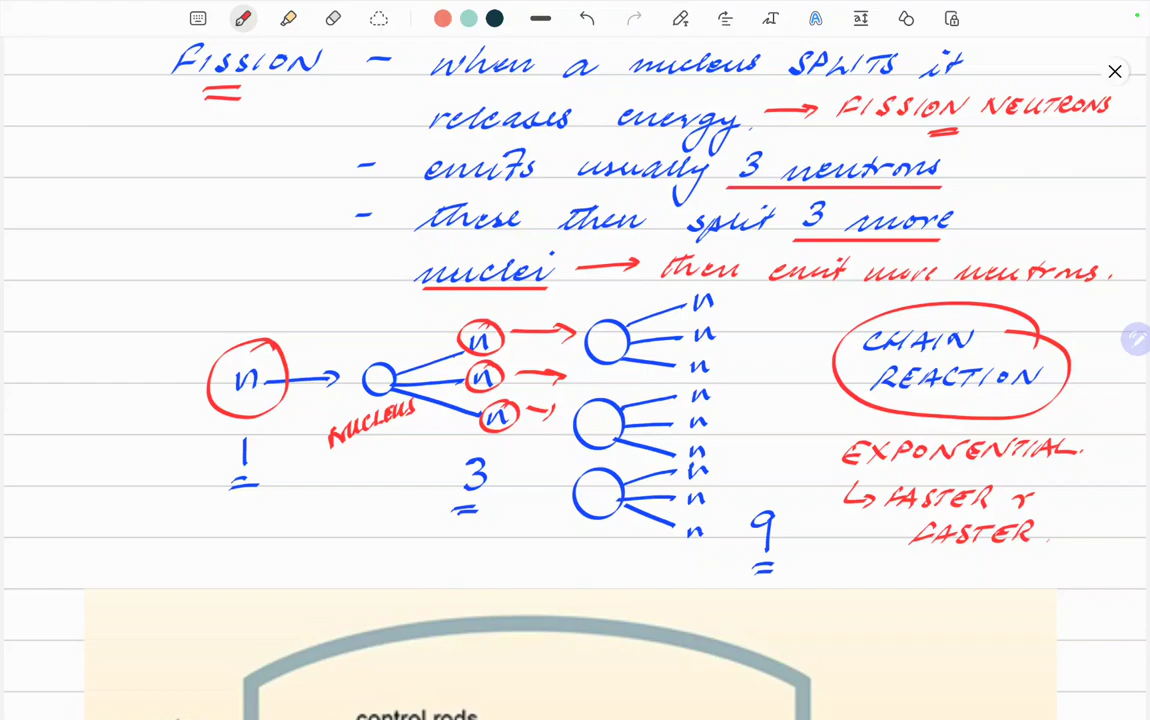 FISSION - when a nucleus SPLITS it
releases energy. → FISSION NEUTRONS
- emits usually 3 neutrons
- these then split 3 more
nuclei → then emit more neutrons.
n → NUCLEUS
n
n
n
n
n
n
n
n
n
n
n
n
1
3
9
CHAIN
REACTION
EXPONENTIAL.
↳ FASTER &
FASTER.
control rods